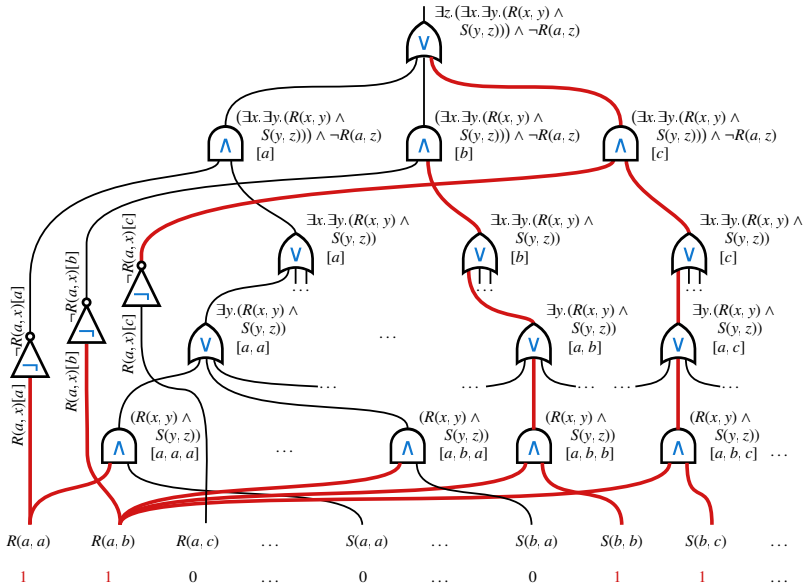 ∃z.(∃x.∃y.(R(x, y) ∧
S(y, z))) ∧ ¬R(a, z)
∨
(∃x.∃y.(R(x, y) ∧
S(y, z))) ∧ ¬R(a, z)
[a]
∧
(∃x.∃y.(R(x, y) ∧
S(y, z))) ∧ ¬R(a, z)
[b]
∧
(∃x.∃y.(R(x, y) ∧
S(y, z))) ∧ ¬R(a, z)
[c]
∧
¬R(a, x)[a]
¬R(a, x)[b]
¬R(a, x)[c]
∃x.∃y.(R(x, y) ∧
S(y, z))
[a]
∨
...
∃x.∃y.(R(x, y) ∧
S(y, z))
[b]
∨
...
∃x.∃y.(R(x, y) ∧
S(y, z))
[c]
∨
...
¬
¬
¬
R(a, x)[a]
R(a, x)[b]
R(a, x)[c]
∃y.(R(x, y) ∧
S(y, z))
[a, a]
∨
...
∃y.(R(x, y) ∧
S(y, z))
[a, b]
∨
∃y.(R(x, y) ∧
S(y, z))
[a, c]
∨
... ... ... ... ...
(R(x, y) ∧
S(y, z))
[a, a, a]
∧
...
(R(x, y) ∧
S(y, z))
[a, b, a]
∧
(R(x, y) ∧
S(y, z))
[a, b, b]
∧
(R(x, y) ∧
S(y, z))
[a, b, c]
∧
...
R(a, a) R(a, b) R(a, c) ... S(a, a) ... S(b, a) S(b, b) S(b, c) ...
1 1 0 ... 0 ... 0 1 1 ...